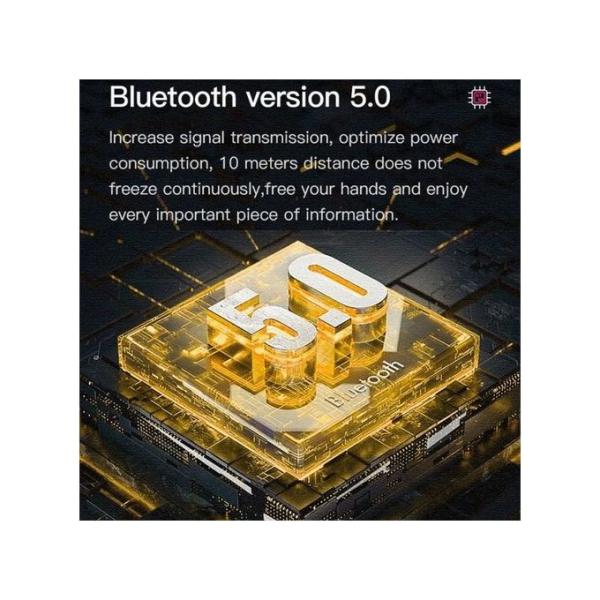 Bluetooth version 5.0
Increase signal transmission, optimize power
consumption, 10 meters distance does not
freeze continuously,free your hands and enjoy
every important piece of information.
5.0
Bluetooth